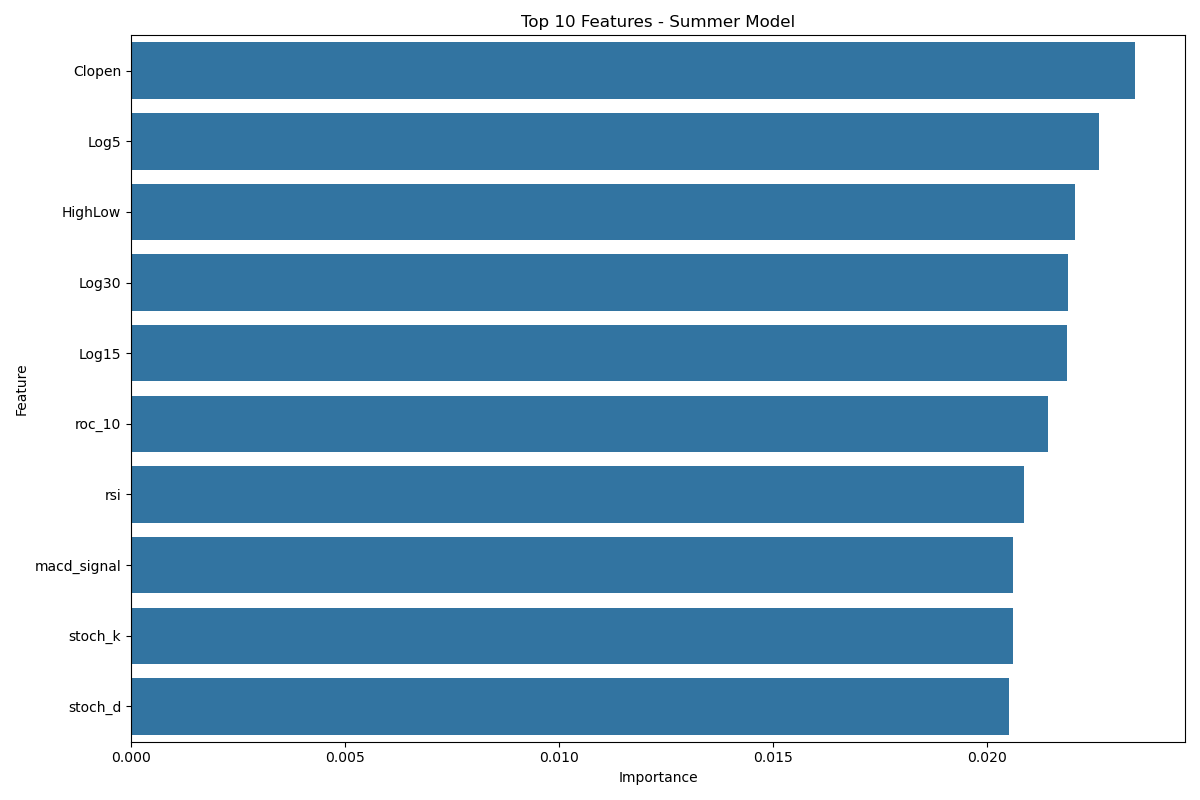 Top 10 Features - Summer Model
Feature
Clopen
Log5
HighLow
Log30
Log15
roc_10
rsi
macd_signal
stoch_k
stoch_d
0.000 0.005 0.010 0.015 0.020
Importance